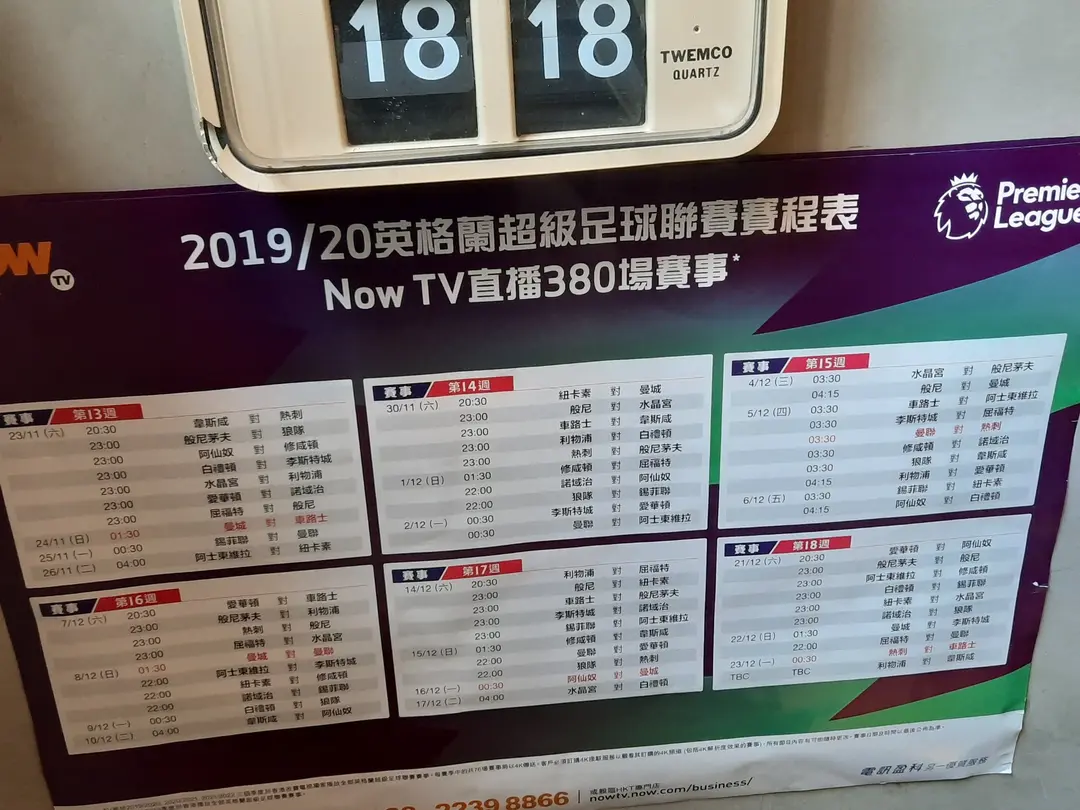 18 18
TWEMCO
QUARTZ
TV
Premie
League
2019/20英格蘭超級足球聯賽賽程表
Now TV直播380場賽事*
賽事 第13週
23/11 (六) 20:30 韋斯咸 對 熱刺
23:00 般尼茅夫 對 狼隊
23:00 阿仙奴 對 修咸頓
23:00 白禮頓 對 李斯特城
23:00 水晶宮 對 利物浦
23:00 愛華頓 對 諾域治
23:00 屈福特 對 般尼
24/11 (日) 01:30 曼城 對 車路士
25/11 (一) 00:30 錫菲聯 對 曼聯
26/11 (二) 04:00 阿士東維拉 對 紐卡素
賽事 第14週
30/11 (六) 20:30 紐卡素 對 曼城
23:00 般尼 對 水晶宮
23:00 車路士 對 韋斯咸
23:00 利物浦 對 白禮頓
23:00 熱刺 對 般尼茅夫
1/12 (日) 01:30 修咸頓 對 屈福特
22:00 諾域治 對 阿仙奴
22:00 狼隊 對 錫菲聯
2/12 (一) 00:30 李斯特城 對 愛華頓
00:30 曼聯 對 阿士東維拉
賽事 第15週
4/12 (三) 03:30 水晶宮 對 般尼茅夫
04:15 般尼 對 曼城
5/12 (四) 03:30 車路士 對 阿士東維拉
03:30 李斯特城 對 屈福特
03:30 曼聯 對 熱刺
03:30 修咸頓 對 諾域治
03:30 狼隊 對 韋斯咸
04:15 利物浦 對 愛華頓
6/12 (五) 03:30 錫菲聯 對 紐卡素
04:15 阿仙奴 對 白禮頓
賽事 第16週
7/12 (六) 20:30 愛華頓 對 車路士
23:00 般尼茅夫 對 利物浦
23:00 熱刺 對 般尼
23:00 屈福特 對 水晶宮
8/12 (日) 01:30 曼城 對 曼聯
22:00 阿士東維拉 對 李斯特城
22:00 紐卡素 對 修咸頓
22:00 諾域治 對 錫菲聯
9/12 (一) 00:30 白禮頓 對 狼隊
10/12 (二) 04:00 韋斯咸 對 阿仙奴
賽事 第17週
14/12 (六) 20:30 利物浦 對 屈福特
23:00 般尼 對 紐卡素
23:00 車路士 對 般尼茅夫
23:00 李斯特城 對 諾域治
23:00 錫菲聯 對 阿士東維拉
15/12 (日) 01:30 修咸頓 對 韋斯咸
22:00 曼聯 對 愛華頓
22:00 狼隊 對 熱刺
16/12 (一) 00:30 阿仙奴 對 曼城
17/12 (二) 04:00 水晶宮 對 白禮頓
賽事 第18週
21/12 (六) 20:30 愛華頓 對 阿仙奴
23:00 般尼茅夫 對 般尼
23:00 阿士東維拉 對 修咸頓
23:00 白禮頓 對 錫菲聯
23:00 紐卡素 對 水晶宮
23:00 諾域治 對 狼隊
22/12 (日) 01:30 曼城 對 李斯特城
22:00 屈福特 對 曼聯
23/12 (一) 00:30 熱刺 對 車路士
TBC TBC 利物浦 對 韋斯咸
2239 8866
或親臨HKT專門店
nowtv.now.com/business/
電訊盈科